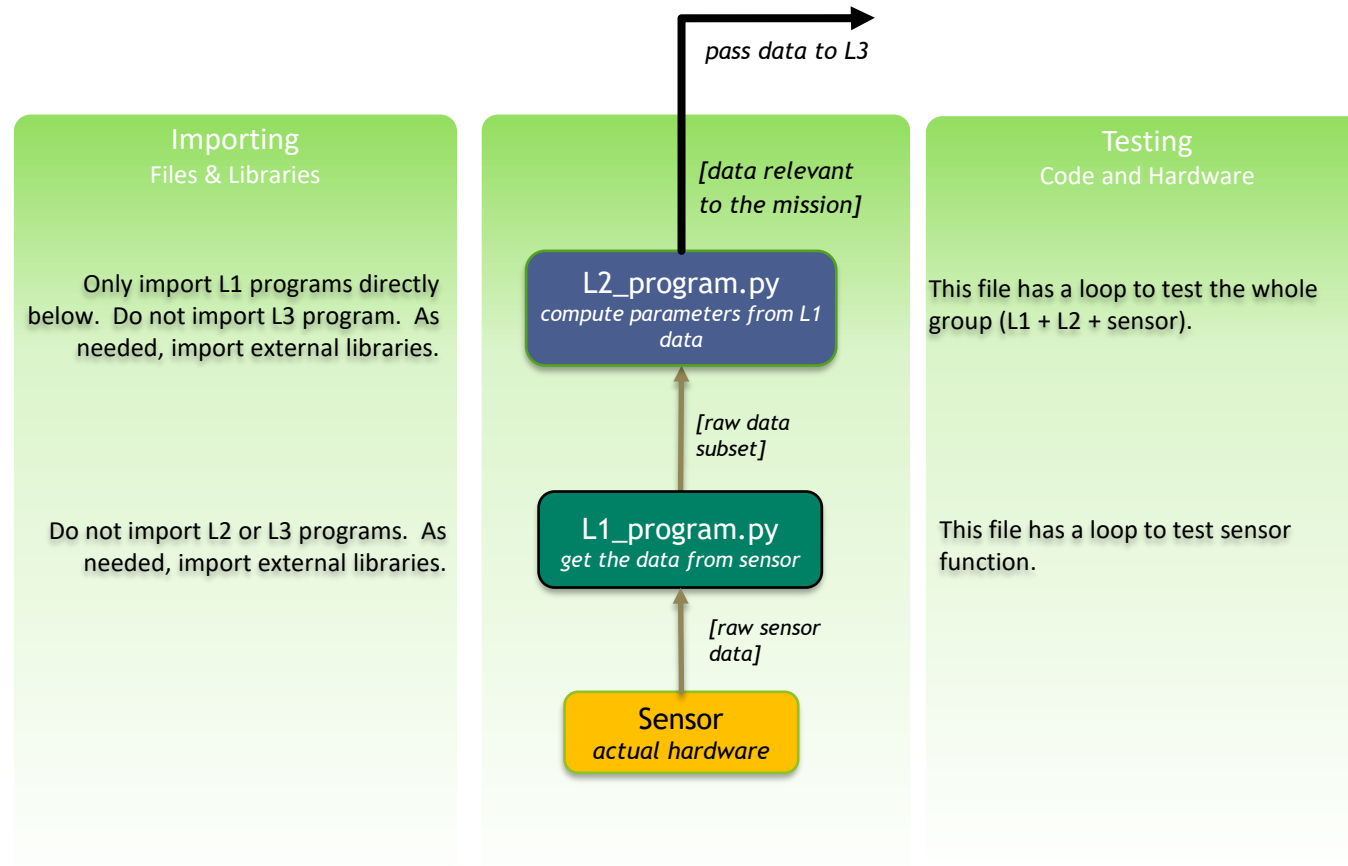 pass data to L3
Importing
Files & Libraries
[data relevant
to the mission]
Testing
Code and Hardware
Only import L1 programs directly
below.  Do not import L3 program.  As
needed, import external libraries.
L2_program.py
compute parameters from L1
data
This file has a loop to test the whole
group (L1 + L2 + sensor).
[raw data
subset]
Do not import L2 or L3 programs.  As
needed, import external libraries.
L1_program.py
get the data from sensor
This file has a loop to test sensor
function.
[raw sensor
data]
Sensor
actual hardware